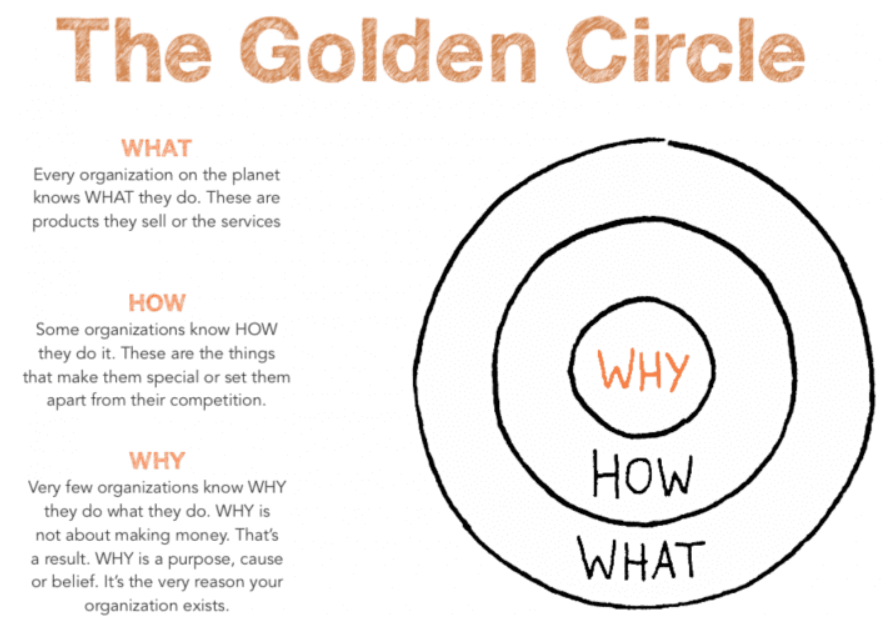 The Golden Circle
WHAT
Every organization on the planet
knows WHAT they do. These are
products they sell or the services
HOW
Some organizations know HOW
they do it. These are the things
that make them special or set them
apart from their competition.
WHY
Very few organizations know WHY
they do what they do. WHY is
not about making money. That's
a result. WHY is a purpose, cause
or belief. It's the very reason your
organization exists.
WHY
HOW
WHAT